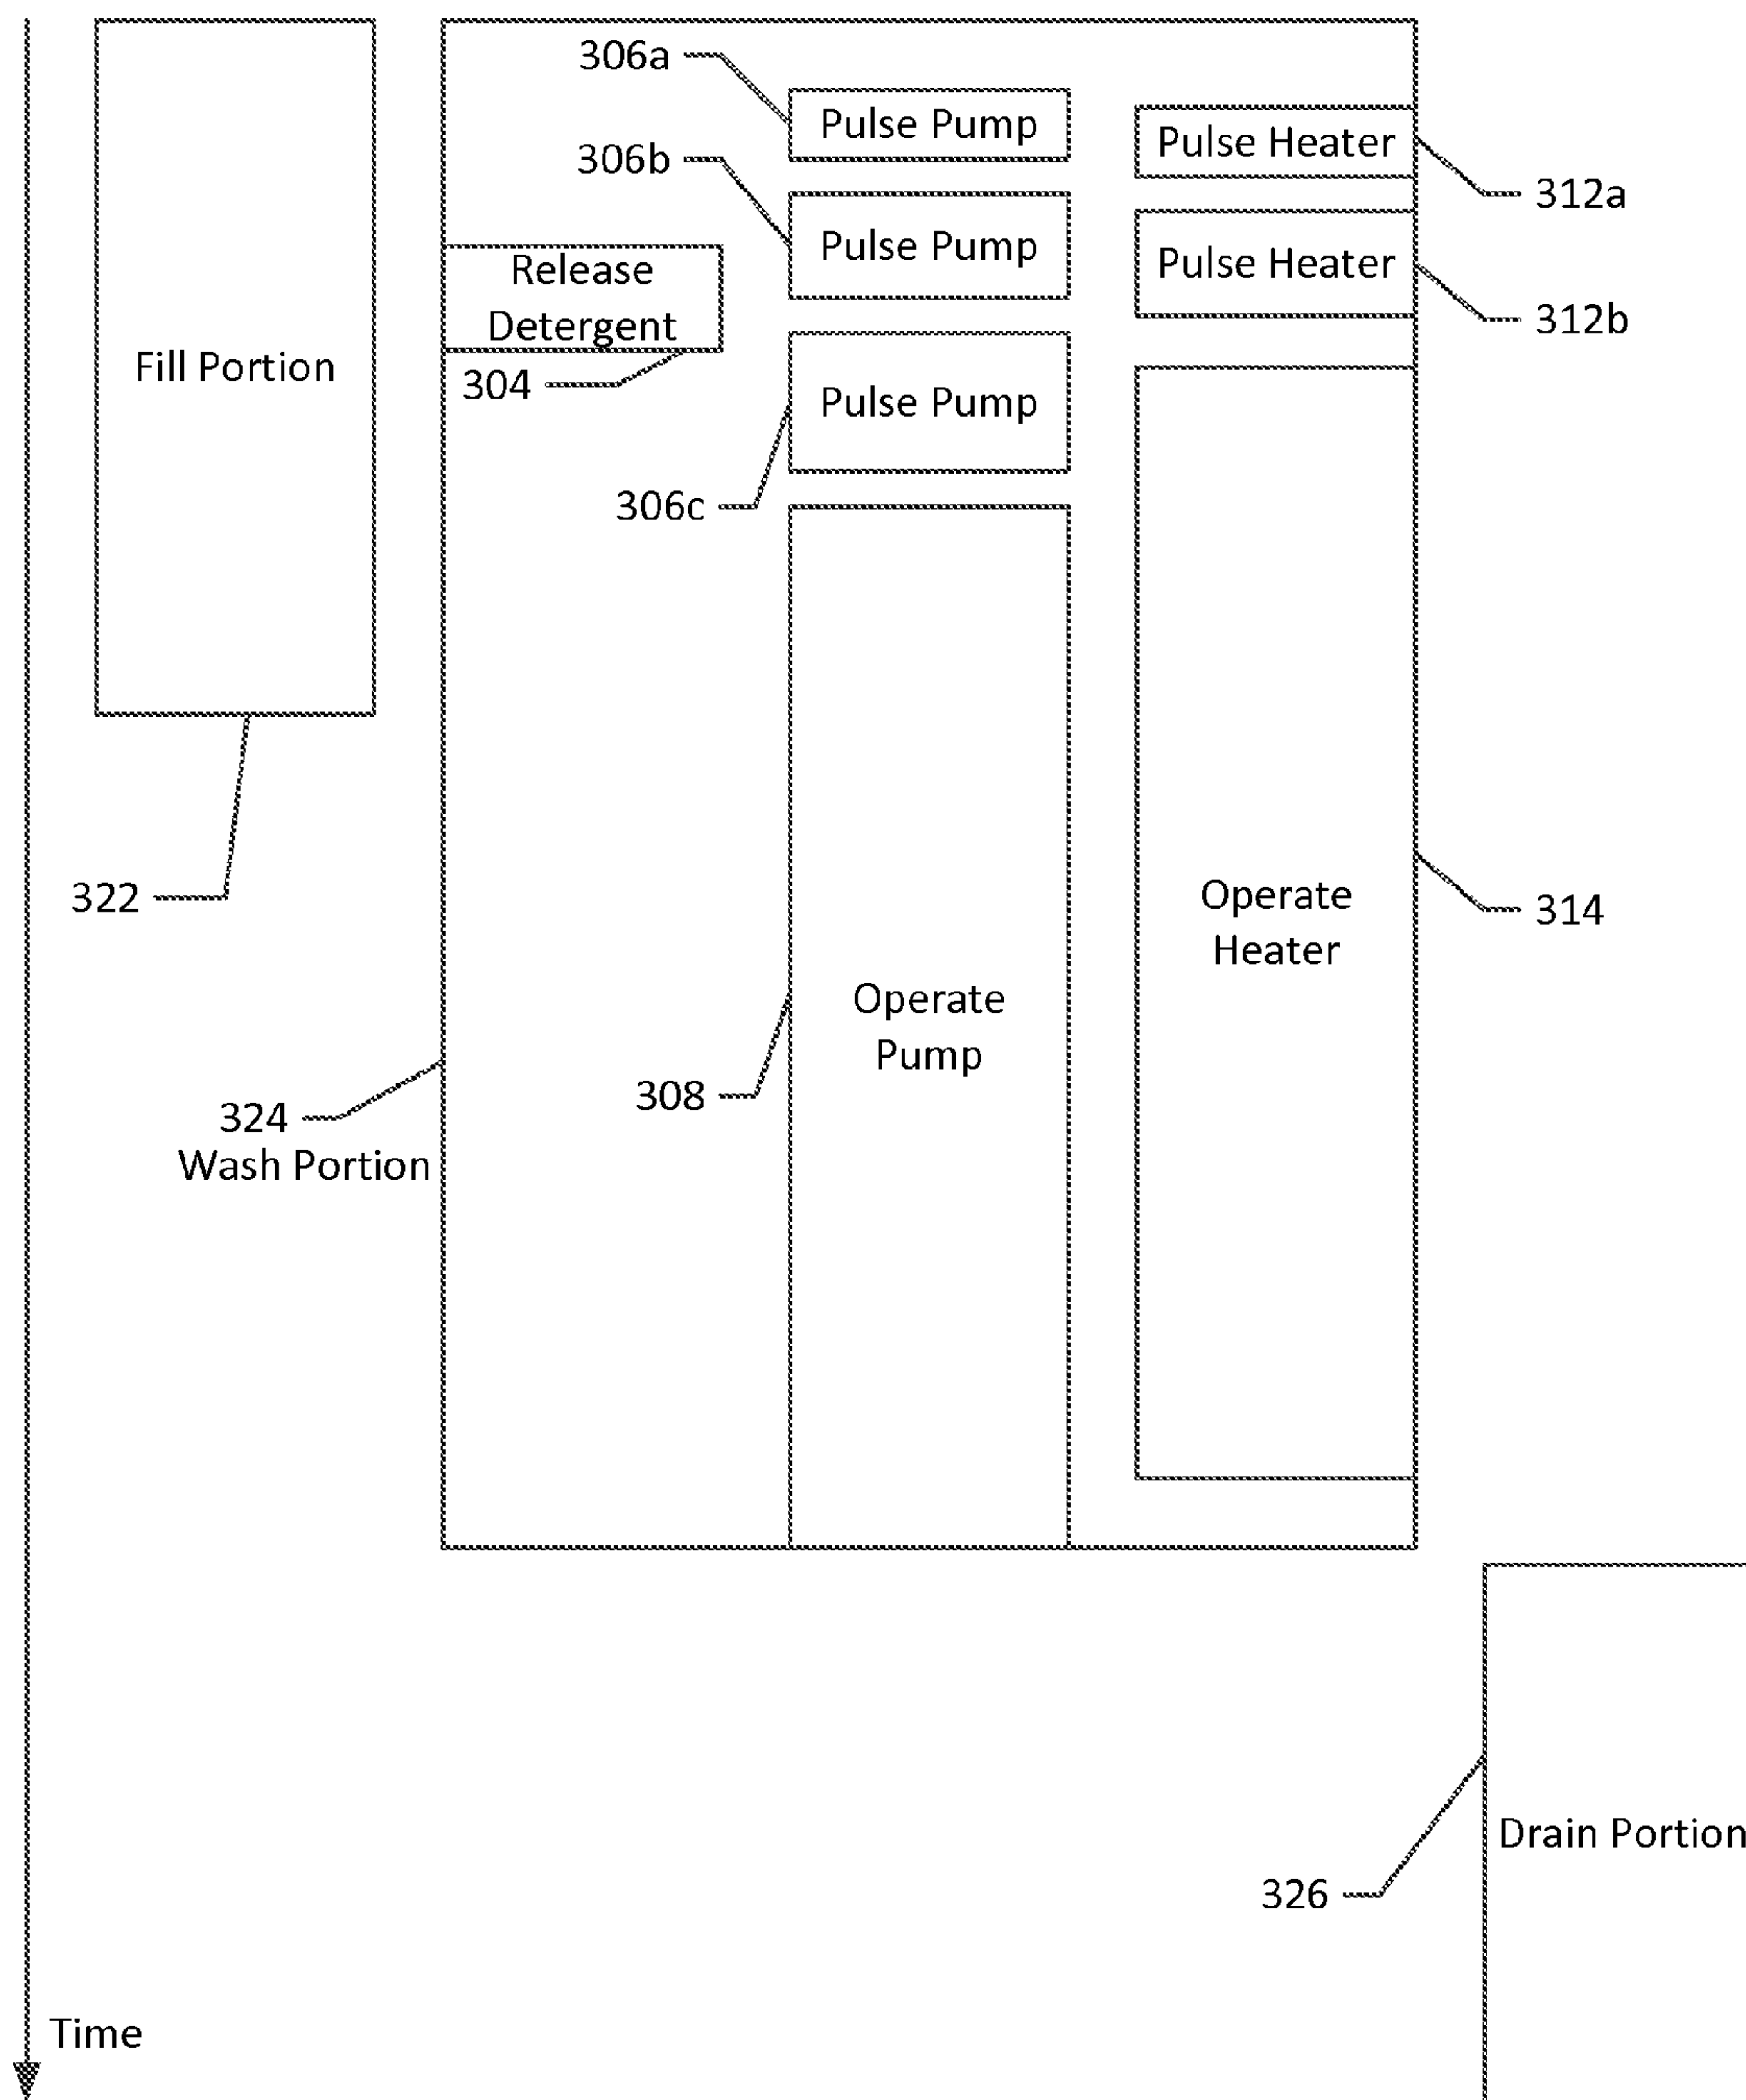 306a
Pulse Pump
Pulse Heater
306b
312a
Pulse Pump
Pulse Heater
Release
Detergent
312b
304
Fill Portion
Pulse Pump
306c
322
Operate
Heater
314
Operate
Pump
308
324
Wash Portion
Drain Portion
326
Time